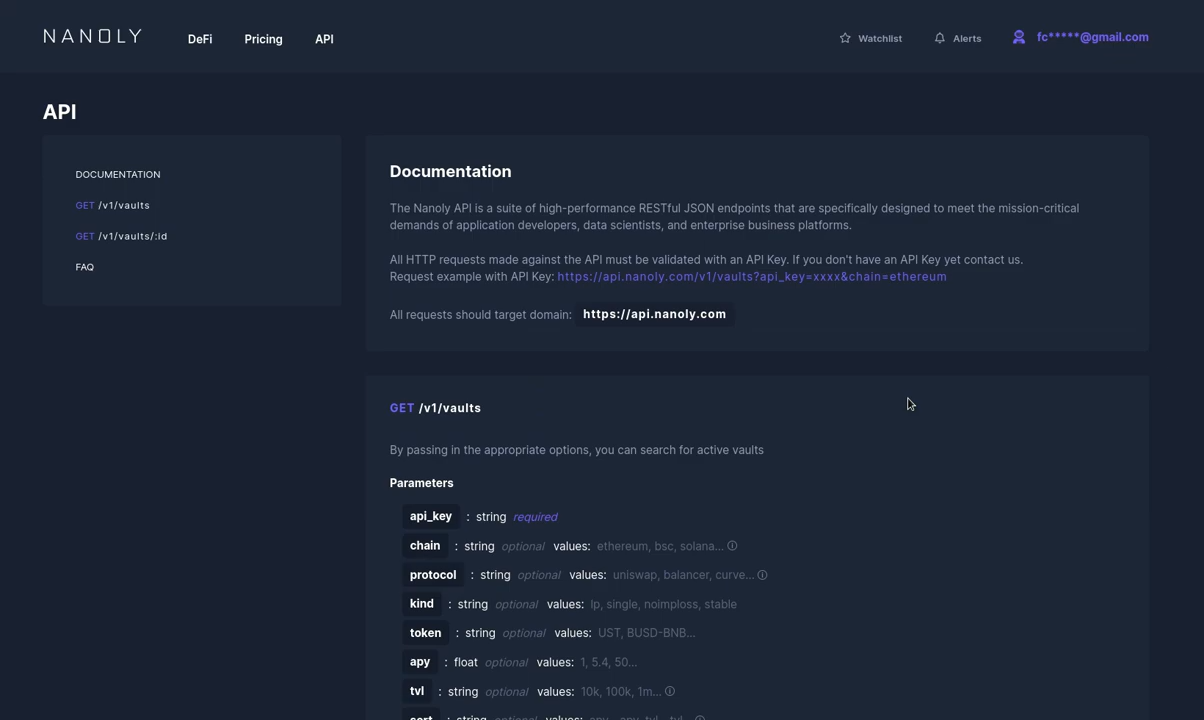 NANOLY DeFi Pricing API Watchlist Alerts fc*****@gmail.com
API
DOCUMENTATION
GET /v1/vaults
GET /v1/vaults/:id
FAQ
Documentation
The Nanoly API is a suite of high-performance RESTful JSON endpoints that are specifically designed to meet the mission-critical
demands of application developers, data scientists, and enterprise business platforms.
All HTTP requests made against the API must be validated with an API Key. If you don't have an API Key yet contact us.
Request example with API Key: https://api.nanoly.com/v1/vaults?api_key=xxxx&chain=ethereum
All requests should target domain: https://api.nanoly.com
GET /v1/vaults
By passing in the appropriate options, you can search for active vaults
Parameters
api_key : string required
chain : string optional values: ethereum, bsc, solana...
protocol : string optional values: uniswap, balancer, curve...
kind : string optional values: lp, single, noimploss, stable
token : string optional values: UST, BUSD-BNB...
apy : float optional values: 1, 5.4, 50...
tvl : string optional values: 10k, 100k, 1m...
sort : string optional values: